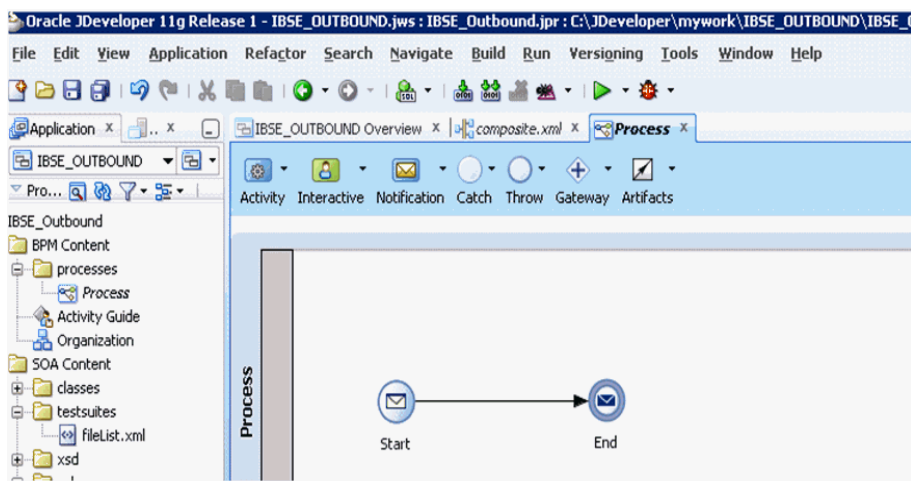 Oracle JDeveloper 11g Release 1 - IBSE_OUTBOUND.jws : IBSE_Outbound.jpr : C:\JDeveloper\mywork\IBSE_OUTBOUND\IBSE_
File Edit View Application Refactor Search Navigate Build Run Versioning Tools Window Help
Application x .. x IBSE_OUTBOUND Overview x composite.xml x Process x
IBSE_OUTBOUND
Pro...
Activity Interactive Notification Catch Throw Gateway Artifacts
IBSE_Outbound
BPM Content
processes
Process
Activity Guide
Organization
SOA Content
classes
testsuites
fileList.xml
xsd
Process
Start End